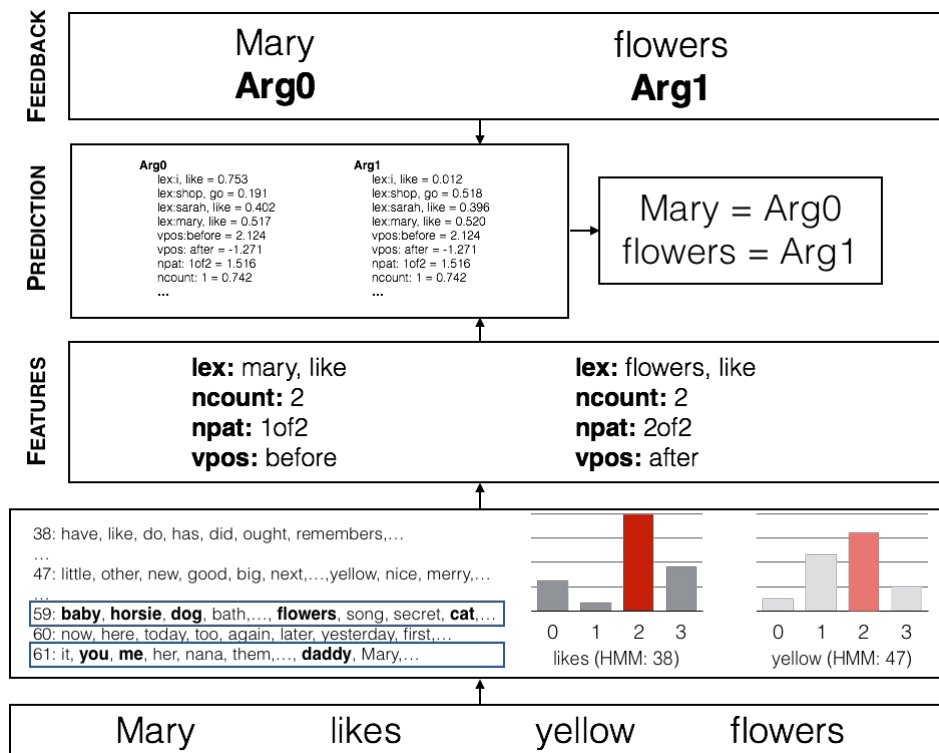 FEEDBACK
Mary flowers
Arg0 Arg1
PREDICTION
Arg0
lex:i, like = 0.753
lex:shop, go = 0.191
lex:sarah, like = 0.402
lex:mary, like = 0.517
vpos:before = 2.124
vpos: after = -1.271
npat: 1of2 = 1.516
ncount: 1 = 0.742
...
Arg1
lex:i, like = 0.012
lex:shop, go = 0.518
lex:sarah, like = 0.396
lex:mary, like = 0.520
vpos:before = 2.124
vpos: after = -1.271
npat: 1of2 = 1.516
ncount: 1 = 0.742
...
Mary = Arg0
flowers = Arg1
FEATURES
lex: mary, like
ncount: 2
npat: 1of2
vpos: before
lex: flowers, like
ncount: 2
npat: 2of2
vpos: after
38: have, like, do, has, did, ought, remembers,...
...
47: little, other, new, good, big, next,...,yellow, nice, merry,...
...
59: baby, horsie, dog, bath,..., flowers, song, secret, cat,...
60: now, here, today, too, again, later, yesterday, first,...
61: it, you, me, her, nana, them,..., daddy, Mary,...
0 1 2 3
likes (HMM: 38)
0 1 2 3
yellow (HMM: 47)
Mary likes yellow flowers